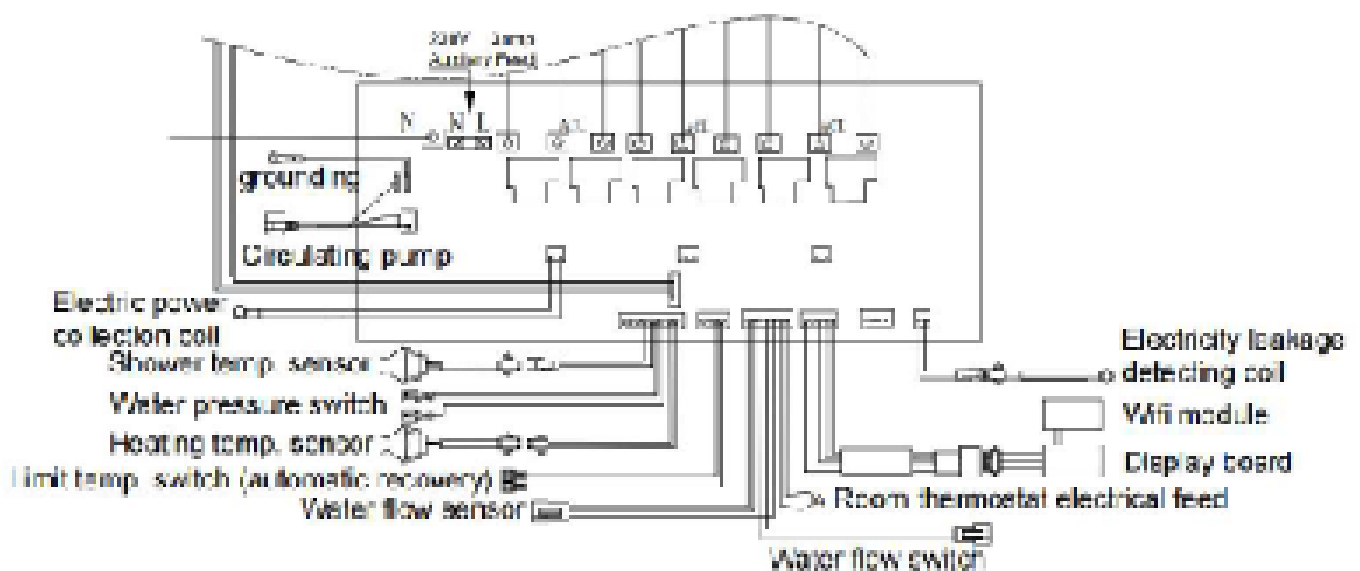 Auxiliary Feed
N
N L
grounding
Circulating pump
Electric power
collection coil
Shower temp. sensor
Water pressure switch
Heating temp. sensor
Limit temp. switch (automatic recovery)
Water flow sensor
Electricity leakage
detecting coil
Wifi module
Display board
Room thermostat electrical feed
Water flow switch